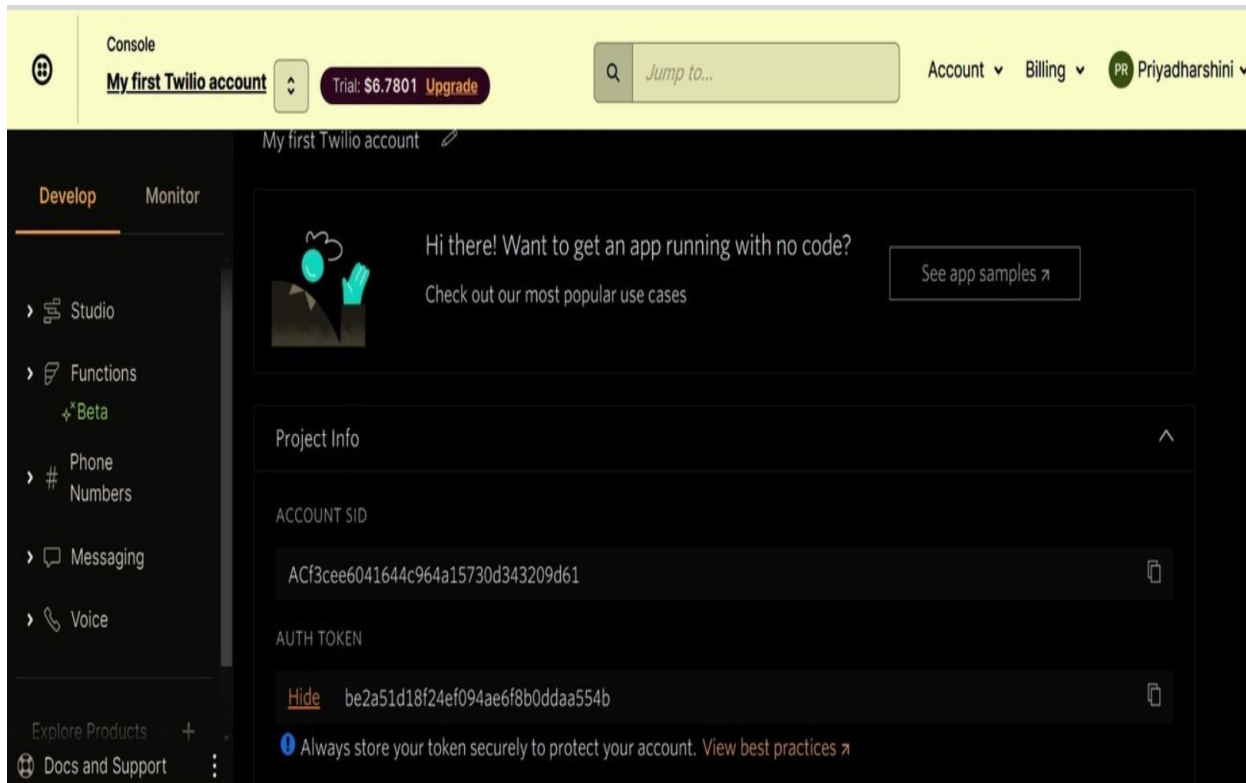 Console
My first Twilio account
Trial: $6.7801 Upgrade
Jump to...
Account
Billing
PR Priyadharshini
My first Twilio account
Develop
Monitor
Hi there! Want to get an app running with no code?
Check out our most popular use cases
See app samples
Studio
Functions
Beta
Phone
Numbers
Messaging
Voice
Explore Products +
Docs and Support
Project Info
ACCOUNT SID
ACf3cee6041644c964a15730d343209d61
AUTH TOKEN
Hide be2a51d18f24ef094ae6f8b0ddaa554b
Always store your token securely to protect your account. View best practices